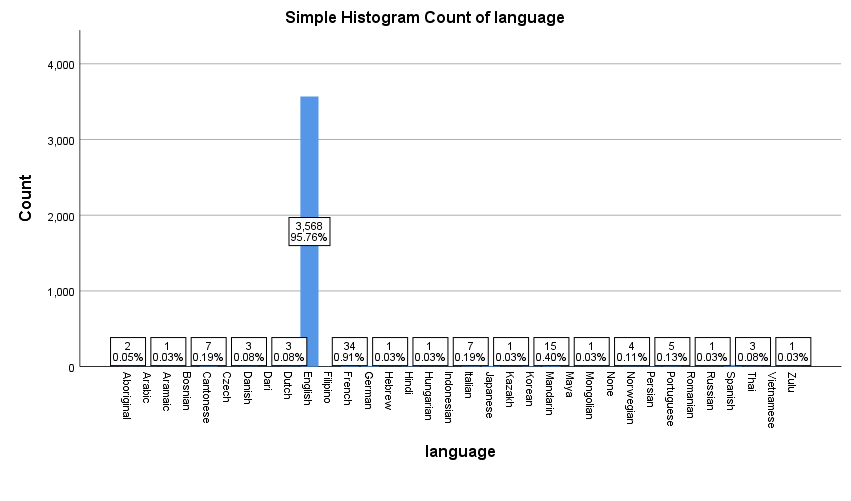 Simple Histogram Count of language
Count
4,000
3,000
2,000
1,000
0
3,568
95.76%
2
0.05%
1
0.03%
7
0.19%
3
0.08%
3
0.08%
34
0.91%
1
0.03%
1
0.03%
7
0.19%
1
0.03%
15
0.40%
1
0.03%
4
0.11%
5
0.13%
1
0.03%
3
0.08%
1
0.03%
Aboriginal
Arabic
Aramaic
Bosnian
Cantonese
Czech
Danish
Dari
Dutch
English
Filipino
French
German
Hebrew
Hindi
Hungarian
Indonesian
Italian
Japanese
Kazakh
Korean
Mandarin
Maya
Mongolian
None
Norwegian
Persian
Portuguese
Romanian
Russian
Spanish
Thai
Vietnamese
Zulu
language